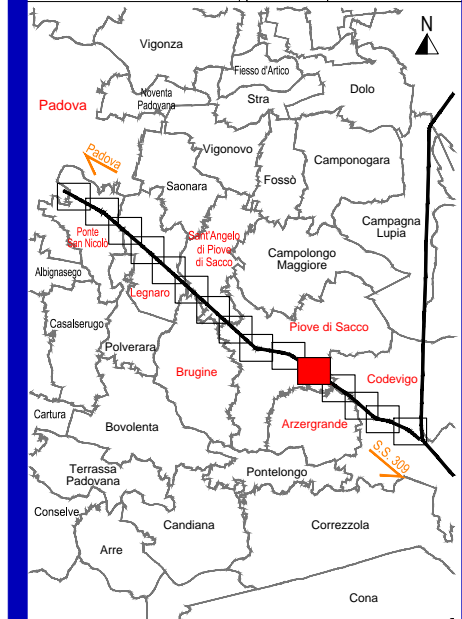 N
Vigonza
Fiesso d'Artico
Dolo
Noventa
Padovana
Stra
Padova
Padova
Vigonovo
Camponogara
Saonara
Fossò
Campagna
Lupia
Ponte
San Nicolò
Sant'Angelo
di Piove
di Sacco
Campolongo
Maggiore
Albignasego
Legnaro
Casalserugo
Piove di Sacco
Polverara
Brugine
Codevigo
Cartura
Bovolenta
Arzergrande
S.S. 309
Terrassa
Padovana
Pontelongo
Conselve
Candiana
Correzzola
Arre
Cona